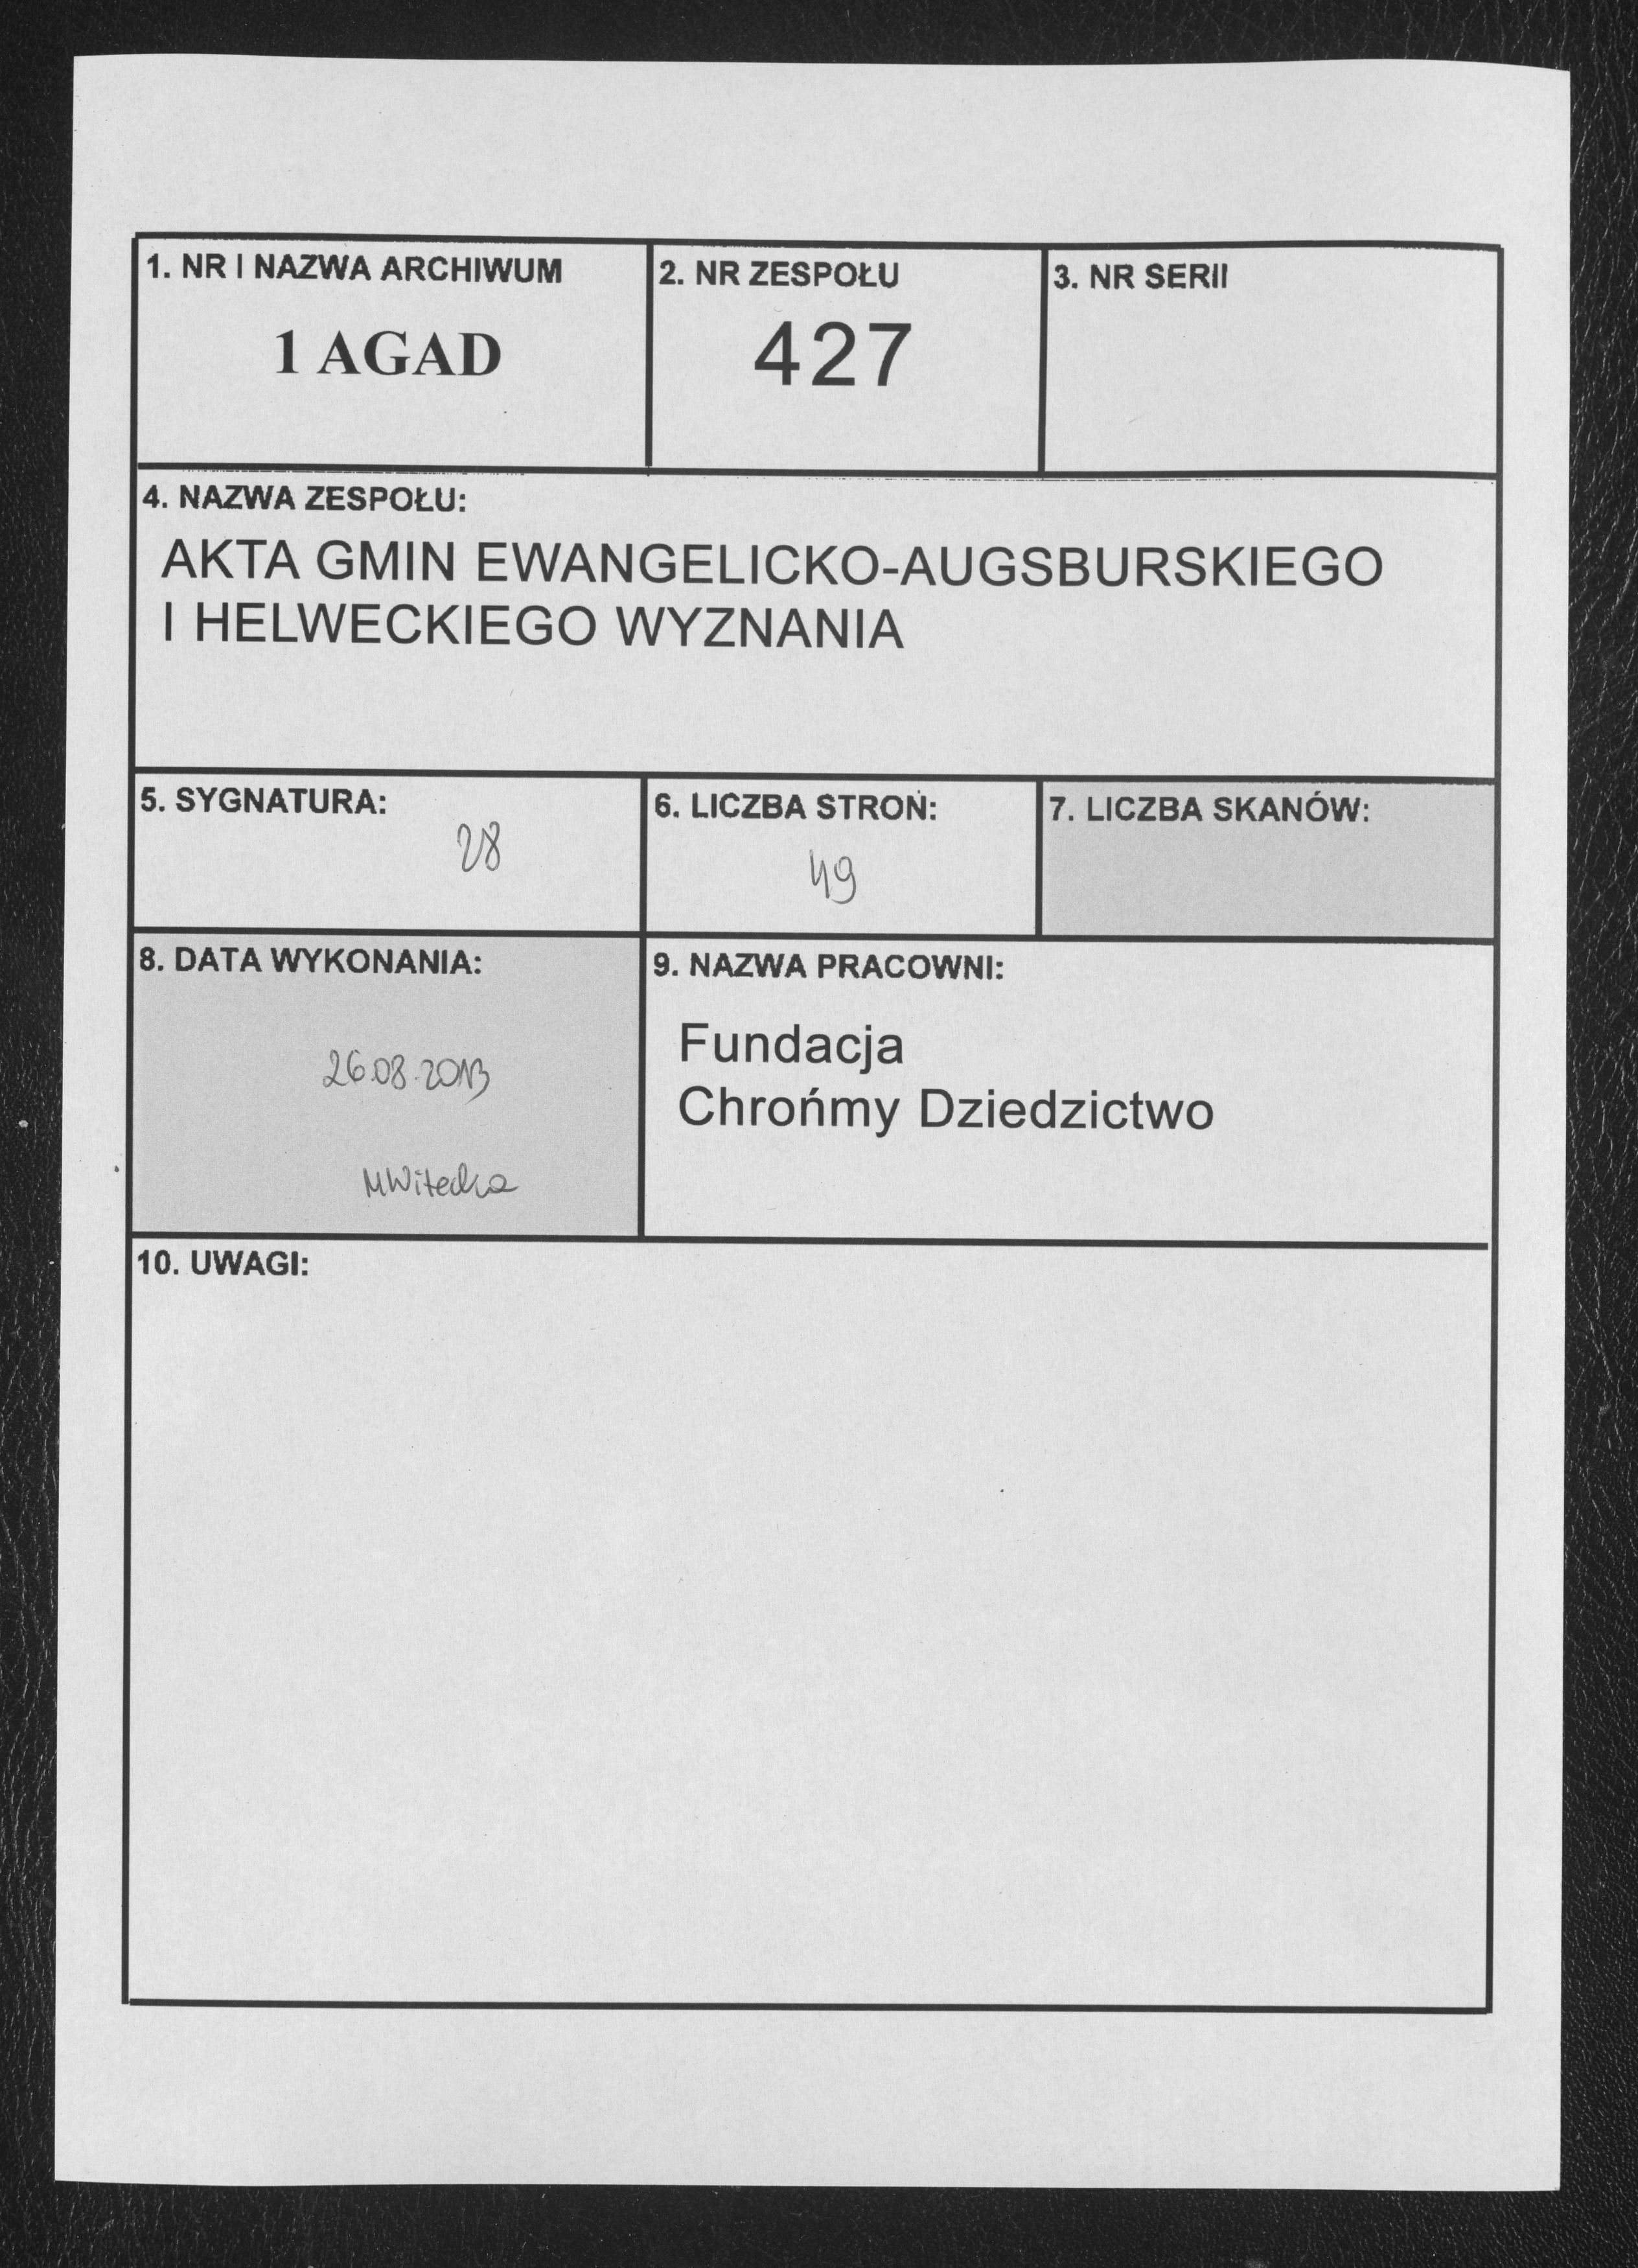 1. NR I NAZWA ARCHIWUM
1 AGAD
2. NR ZESPOŁU
427
3. NR SERII
4. NAZWA ZESPOŁU:
AKTA GMIN EWANGELICKO-AUGSBURSKIEGO
I HELWECKIEGO WYZNANIA
5. SYGNATURA:
28
6. LICZBA STRON:
49
7. LICZBA SKANÓW:
8. DATA WYKONANIA:
26.08.2013
MWitecka
9. NAZWA PRACOWNI:
Fundacja
Chrońmy Dziedzictwo
10. UWAGI: